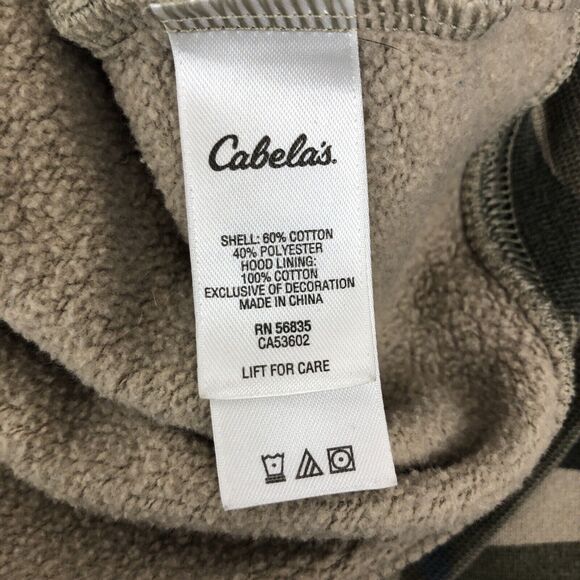 Cabela's.
SHELL: 60% COTTON
40% POLYESTER
HOOD LINING:
100% COTTON
EXCLUSIVE OF DECORATION
MADE IN CHINA
RN 56835
CA53602
LIFT FOR CARE